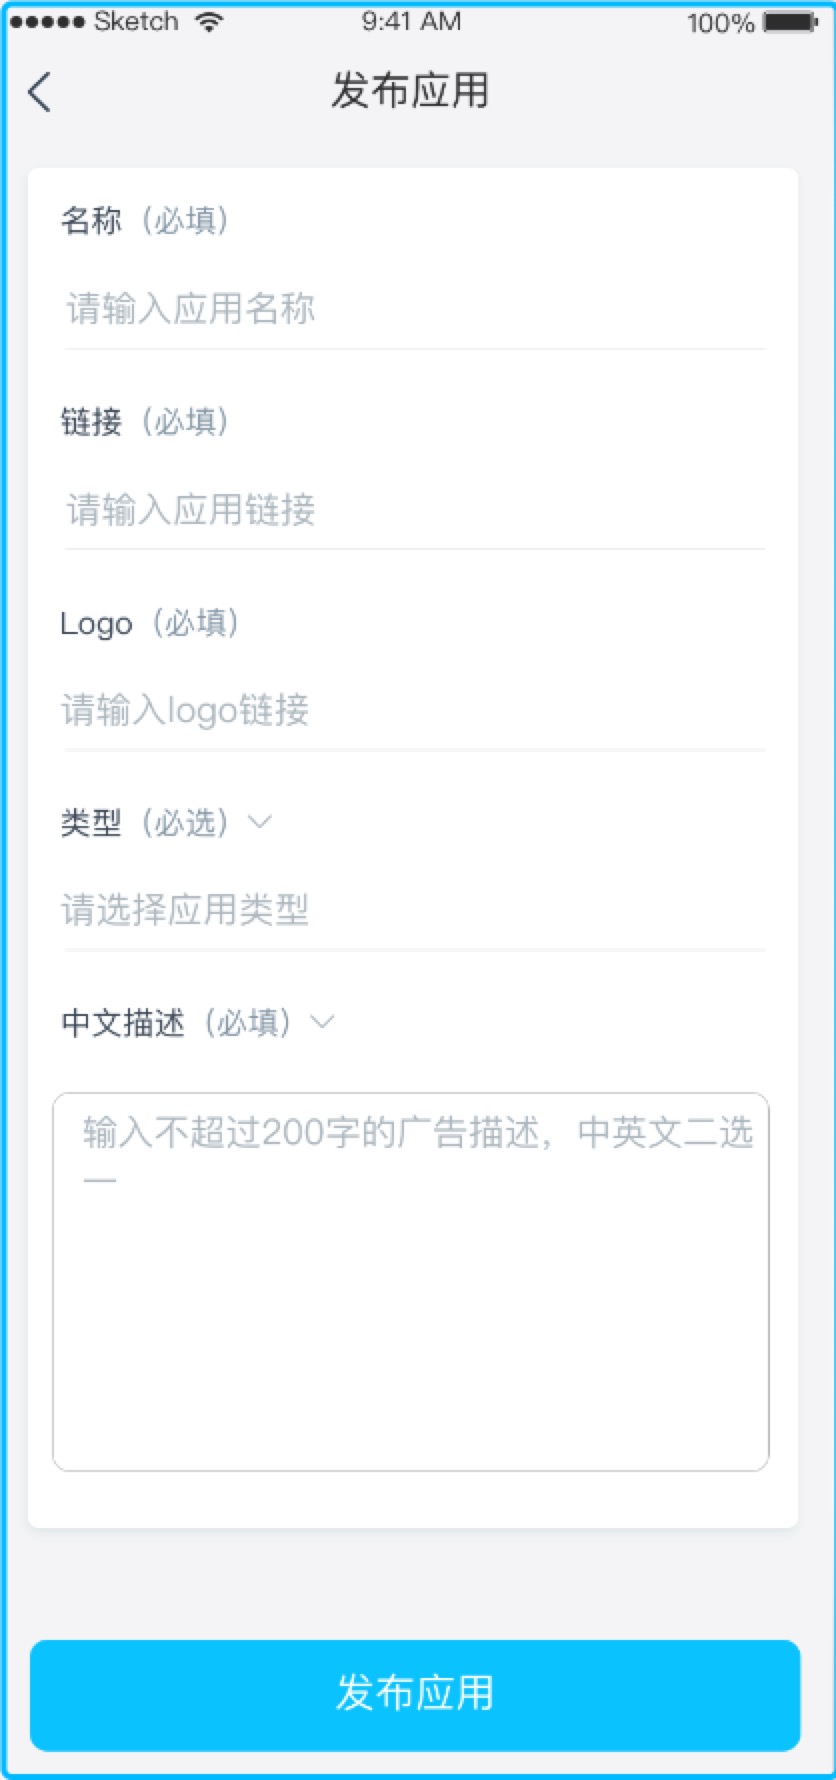 Sketch 9:41 AM 100%
发布应用
名称（必填）
请输入应用名称
链接（必填）
请输入应用链接
Logo（必填）
请输入logo链接
类型（必选）
请选择应用类型
中文描述（必填）
输入不超过200字的广告描述，中英文二选
一
发布应用